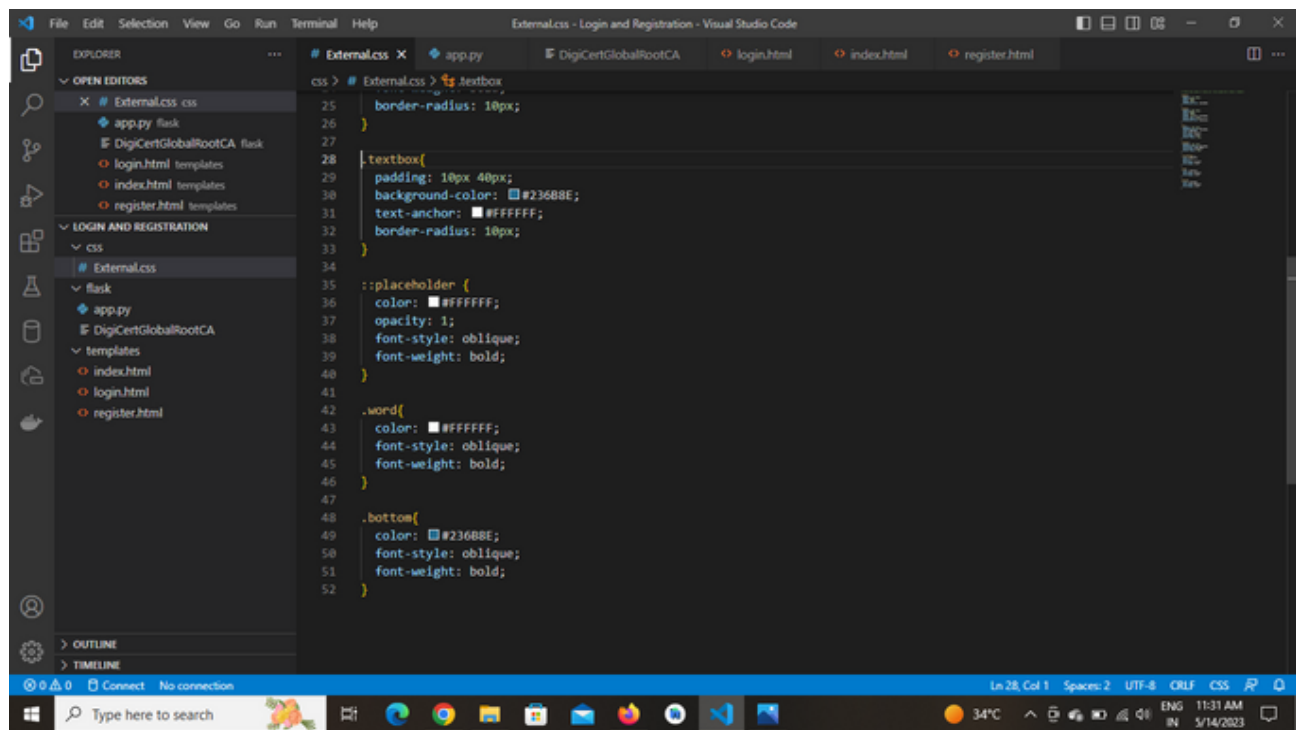 File Edit Selection View Go Run Terminal Help External.css - Login and Registration - Visual Studio Code
EXPLORER ···
OPEN EDITORS
External.css css
app.py flask
DigiCertGlobalRootCA flask
login.html templates
index.html templates
register.html templates
LOGIN AND REGISTRATION
css
External.css
flask
app.py
DigiCertGlobalRootCA
templates
index.html
login.html
register.html
OUTLINE
TIMELINE
External.css app.py DigiCertGlobalRootCA login.html index.html register.html
css > # External.css > .textbox
25 border-radius: 10px;
26 }
27
28 .textbox{
29 padding: 10px 40px;
30 background-color: #236B8E;
31 text-anchor: #FFFFFF;
32 border-radius: 10px;
33 }
34
35 ::placeholder {
36 color: #FFFFFF;
37 opacity: 1;
38 font-style: oblique;
39 font-weight: bold;
40 }
41
42 .word{
43 color: #FFFFFF;
44 font-style: oblique;
45 font-weight: bold;
46 }
47
48 .bottom{
49 color: #236B8E;
50 font-style: oblique;
51 font-weight: bold;
52 }
0 0 Connect No connection Ln 28, Col 1 Spaces: 2 UTF-8 CRLF CSS
Type here to search 34°C ENG IN 11:31 AM 5/14/2023